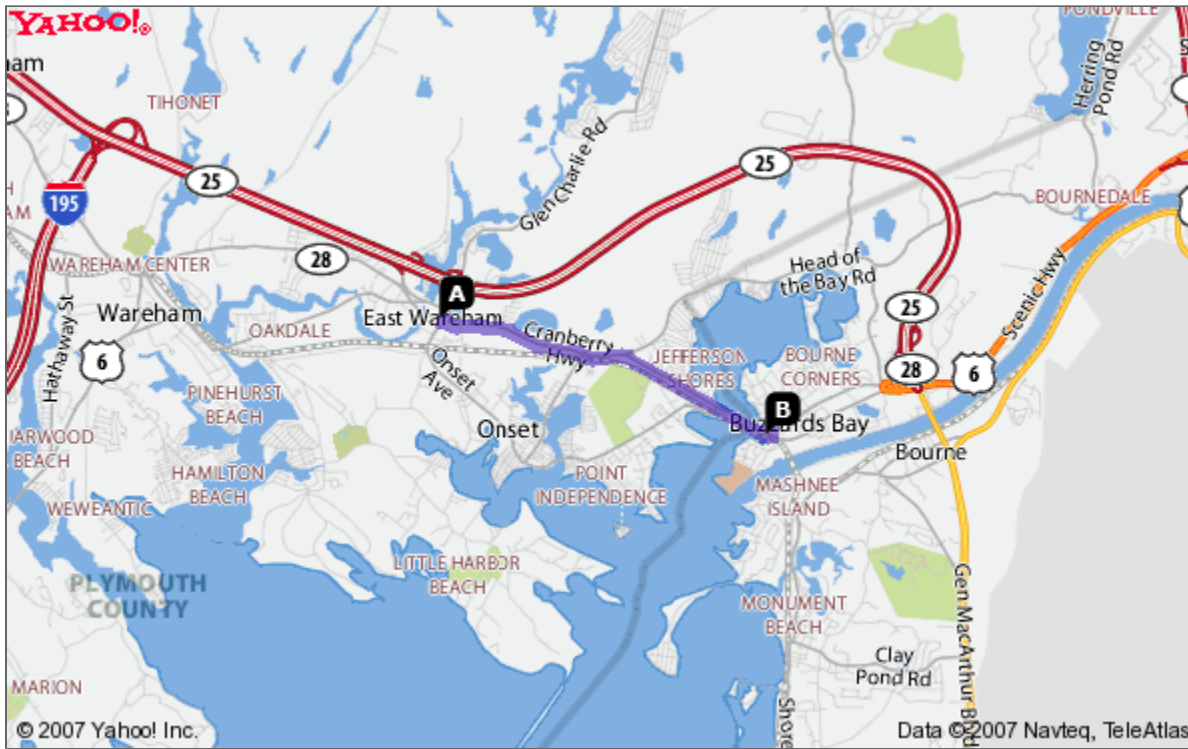 YAHOO!®
PONDVILLE
TIHONET
Herring
Pond Rd
Glen Charlie Rd
25
25
195
BOURNEDALE
WAREHAM CENTER
28
Head of
the Bay Rd
Scenic Hwy
A
25
Wareham
East Wareham
OAKDALE
Cranberry
Hwy
Hathaway St
6
JEFFERSON
SHORES
BOURNE
CORNERS
28
6
Onset
Ave
PINEHURST
BEACH
B
Onset
Buzzards Bay
Bourne
BEACH
HAMILTON
BEACH
POINT
INDEPENDENCE
MASHNEE
ISLAND
WEWEANTIC
LITTLE HARBOR
BEACH
PLYMOUTH
COUNTY
MONUMENT
BEACH
Gen MacArthur Blvd
Clay
Pond Rd
MARION
Shore
© 2007 Yahoo! Inc.
Data © 2007 Navteq, TeleAtlas